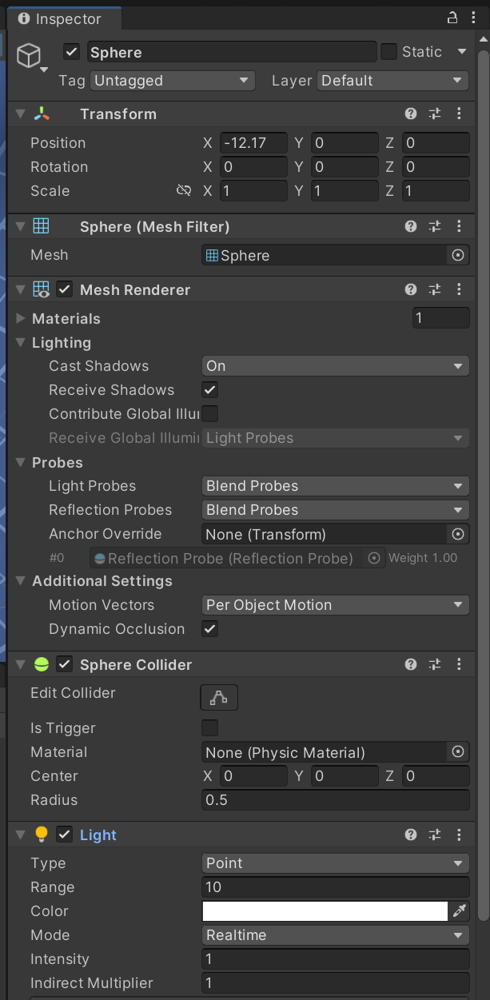 Inspector
Sphere Static
Tag Untagged Layer Default
Transform
Position X -12.17 Y 0 Z 0
Rotation X 0 Y 0 Z 0
Scale X 1 Y 1 Z 1
Sphere (Mesh Filter)
Mesh Sphere
Mesh Renderer
Materials 1
Lighting
Cast Shadows On
Receive Shadows
Contribute Global Illui
Receive Global Illumii Light Probes
Probes
Light Probes Blend Probes
Reflection Probes Blend Probes
Anchor Override None (Transform)
#0 Reflection Probe (Reflection Probe) Weight 1.00
Additional Settings
Motion Vectors Per Object Motion
Dynamic Occlusion
Sphere Collider
Edit Collider
Is Trigger
Material None (Physic Material)
Center X 0 Y 0 Z 0
Radius 0.5
Light
Type Point
Range 10
Color
Mode Realtime
Intensity 1
Indirect Multiplier 1